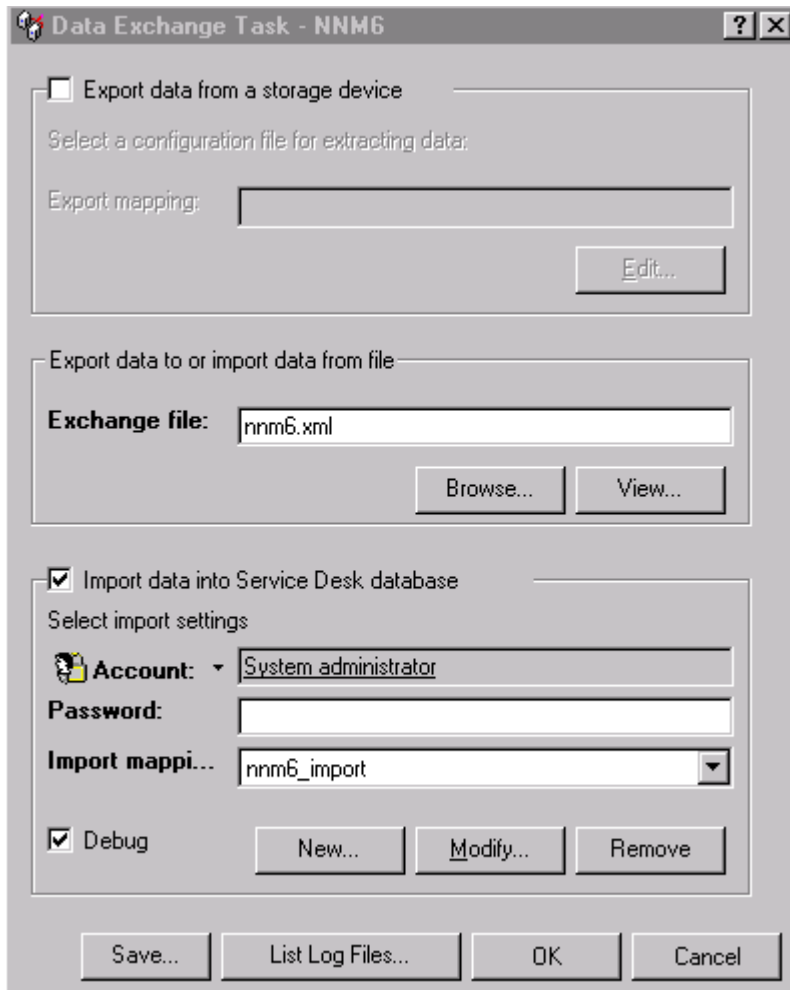 Data Exchange Task - NNM6
Export data from a storage device
Select a configuration file for extracting data:
Export mapping:
Edit...
Export data to or import data from file
Exchange file: nnm6.xml
Browse... View...
Import data into Service Desk database
Select import settings
Account: System administrator
Password:
Import mappi... nnm6_import
Debug New... Modify... Remove
Save... List Log Files... OK Cancel